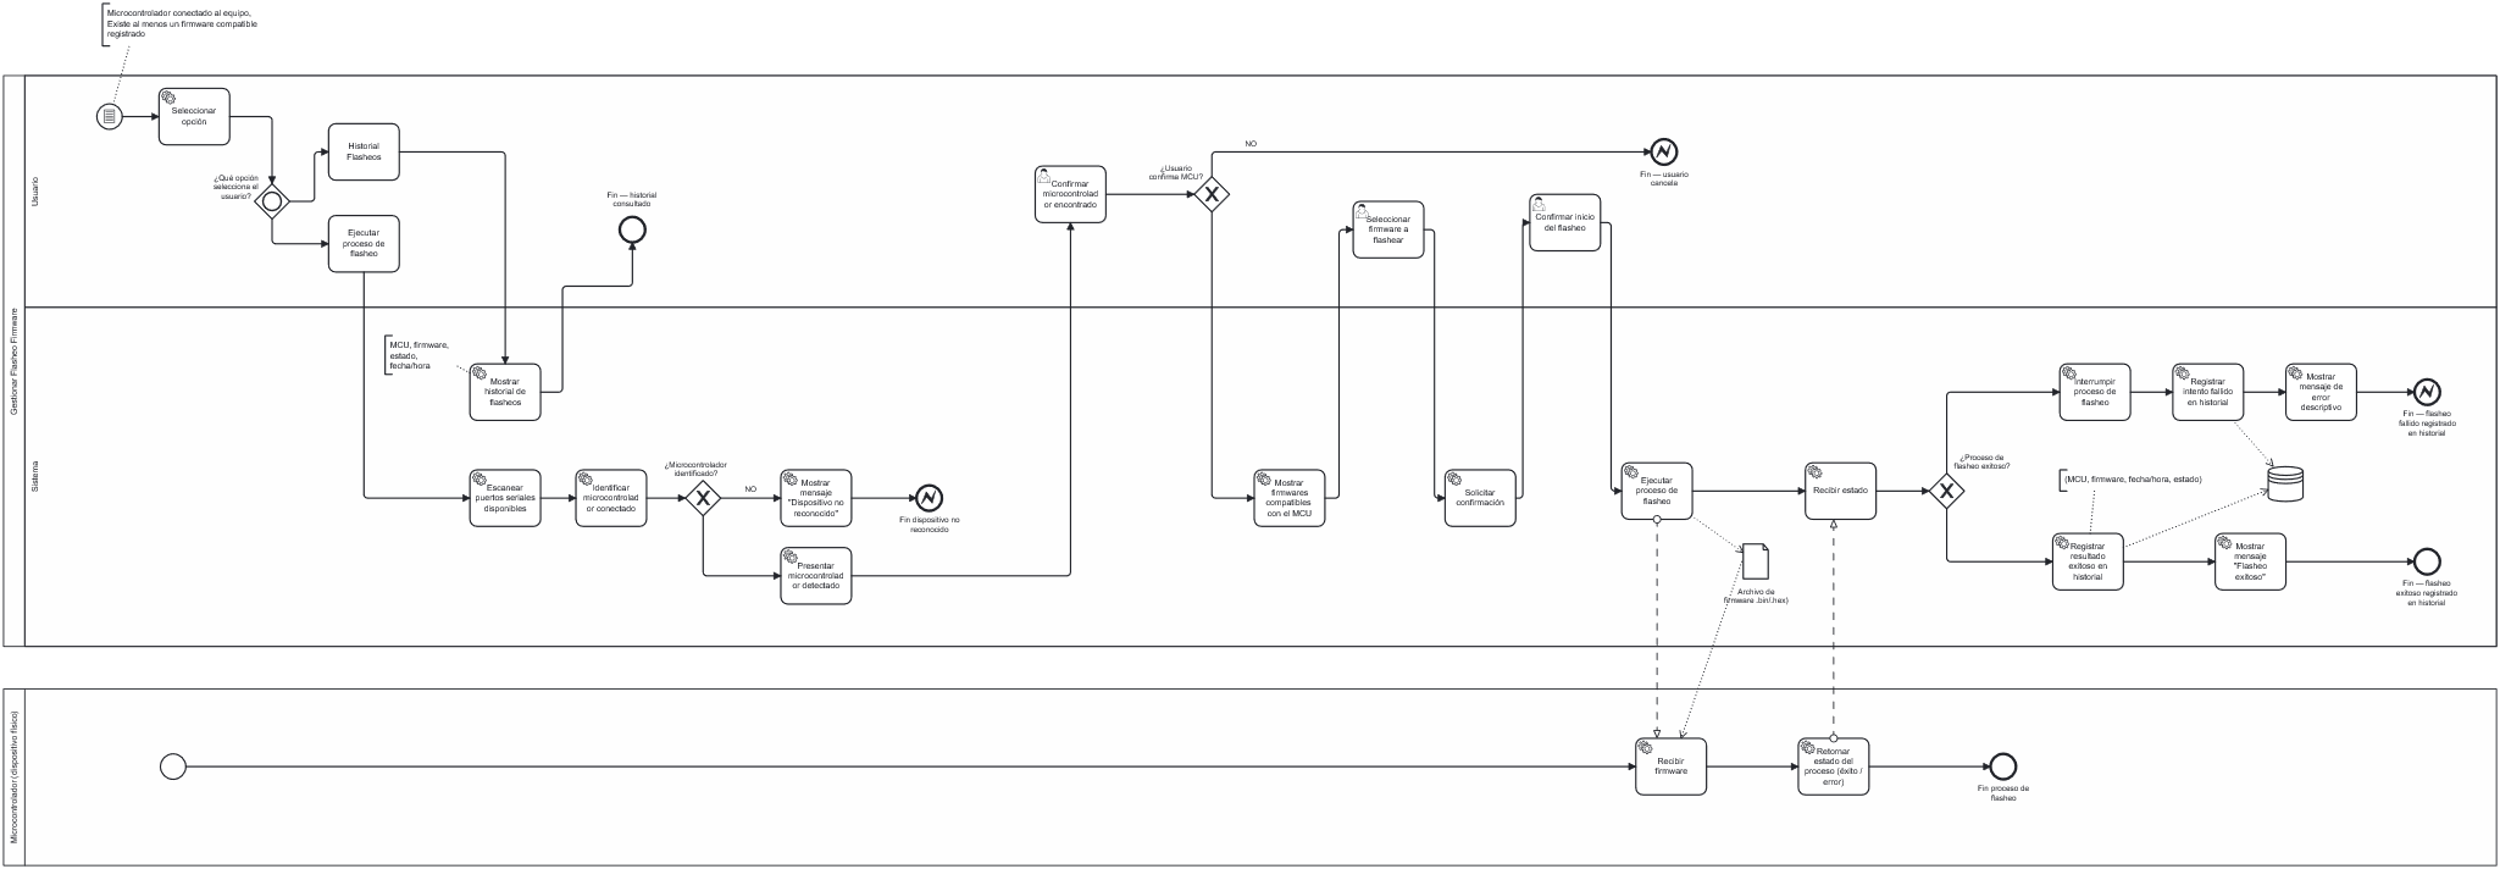 Microcontrolador conectado al equipo,
Existe al menos un firmware compatible
registrado
Gestionar Flasheo Firmware
Usuario
Seleccionar
opción
¿Qué opción
selecciona el
usuario?
Historial
Flasheos
Ejecutar
proceso de
flasheo
Fin — historial
consultado
Confirmar
microcontrolad
or encontrado
¿Usuario
confirma MCU?
NO
Fin — usuario
cancela
Seleccionar
firmware a
flashear
Confirmar inicio
del flasheo
Sistema
MCU, firmware,
estado,
fecha/hora
Mostrar
historial de
flasheos
Escanear
puertos seriales
disponibles
Identificar
microcontrolad
or conectado
¿Microcontrolador
identificado?
NO
Mostrar
mensaje
"Dispositivo no
reconocido"
Fin dispositivo no
reconocido
Presentar
microcontrolad
or detectado
Mostrar
firmwares
compatibles
con el MCU
Solicitar
confirmación
Ejecutar
proceso de
flasheo
Archivo de
firmware .bin/.hex)
Recibir estado
¿Proceso de
flasheo exitoso?
Interrumpir
proceso de
flasheo
Registrar
intento fallido
en historial
Mostrar
mensaje de
error
descriptivo
Fin — flasheo
fallido registrado
en historial
(MCU, firmware, fecha/hora, estado)
Registrar
resultado
exitoso en
historial
Mostrar
mensaje
"Flasheo
exitoso"
Fin — flasheo
exitoso registrado
en historial
Microcontrolador (dispositivo físico)
Recibir
firmware
Retornar
estado del
proceso (éxito /
error)
Fin proceso de
flasheo